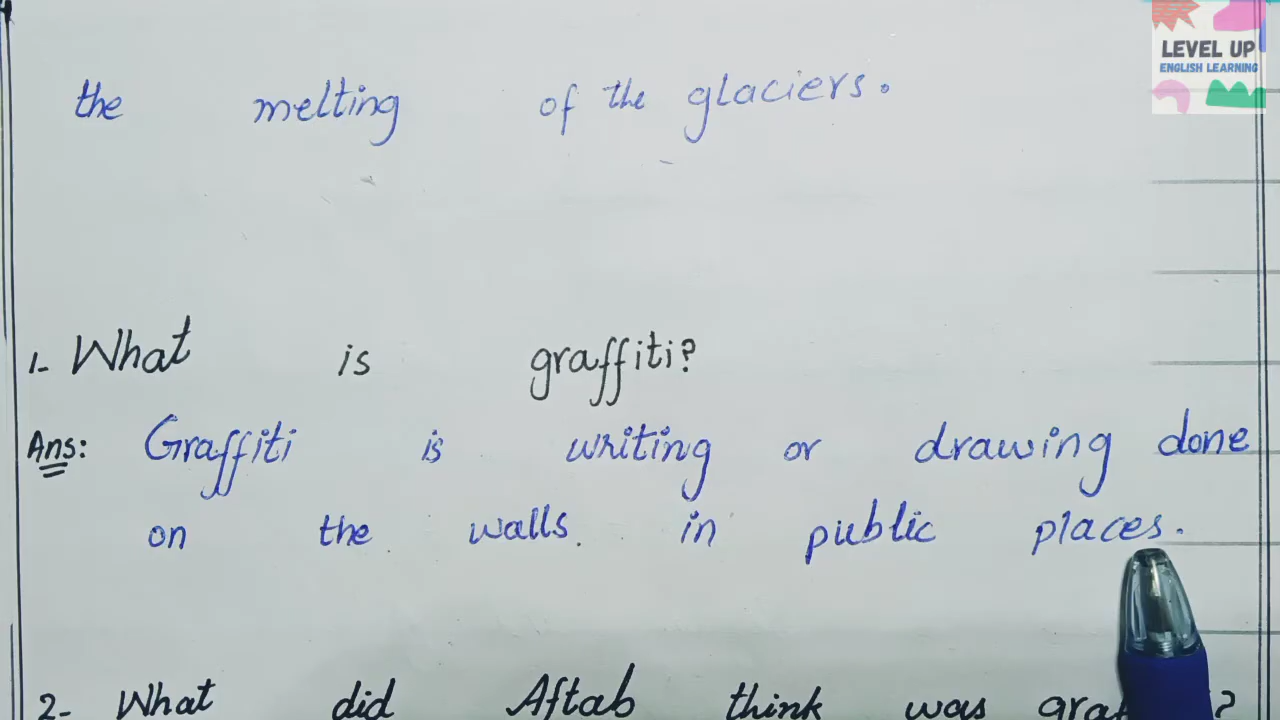 LEVEL UP
ENGLISH LEARNING
the melting of the glaciers.
1- What is graffiti?
Ans: Graffiti is writing or drawing done
on the walls in public places.
2- What did Aftab think was